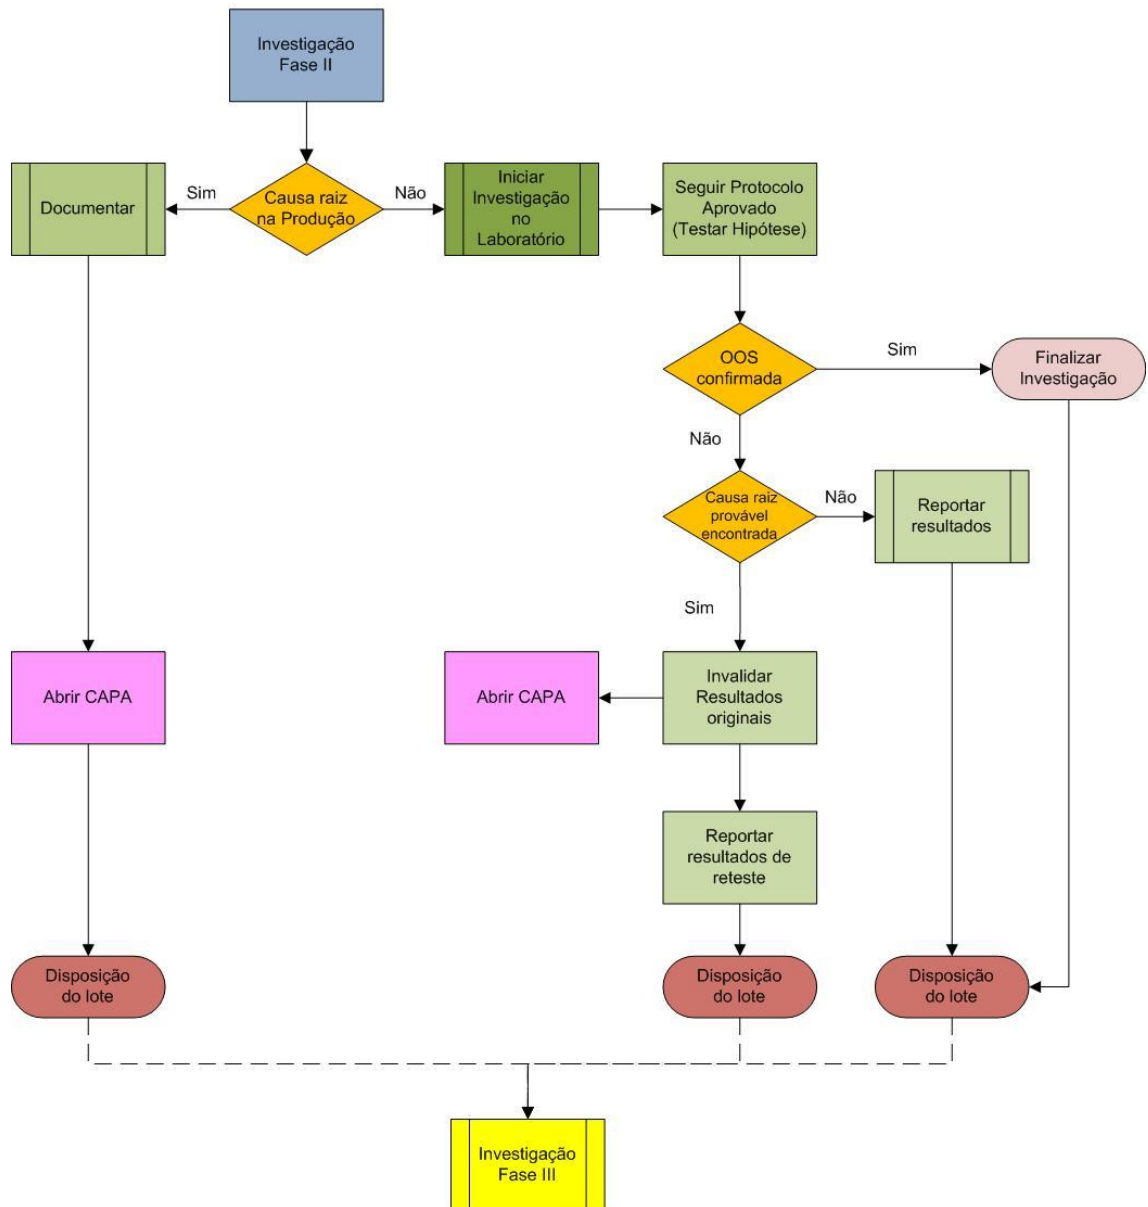 Investigação
Fase II
Documentar
Sim
Causa raiz
na Produção
Não
Iniciar
Investigação
no
Laboratório
Seguir Protocolo
Aprovado
(Testar Hipótese)
OOS
confirmada
Sim
Finalizar
Investigação
Não
Causa raiz
provável
encontrada
Não
Reportar
resultados
Sim
Abrir CAPA
Abrir CAPA
Invalidar
Resultados
originais
Reportar
resultados de
reteste
Disposição
do lote
Disposição
do lote
Disposição
do lote
Investigação
Fase III